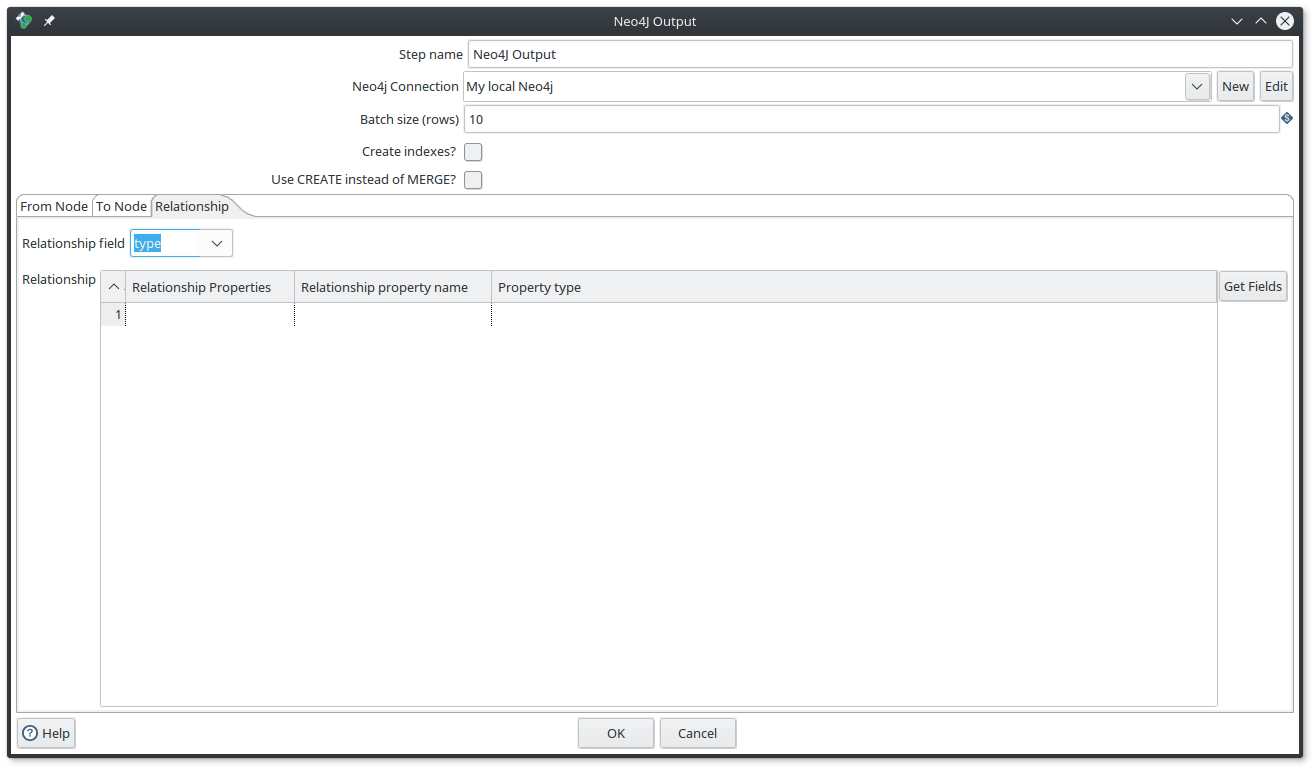 Neo4J Output
Step name Neo4J Output
Neo4j Connection My local Neo4j New Edit
Batch size (rows) 10
Create indexes?
Use CREATE instead of MERGE?
From Node To Node Relationship
Relationship field type
Relationship Relationship Properties Relationship property name Property type Get Fields
1
Help OK Cancel